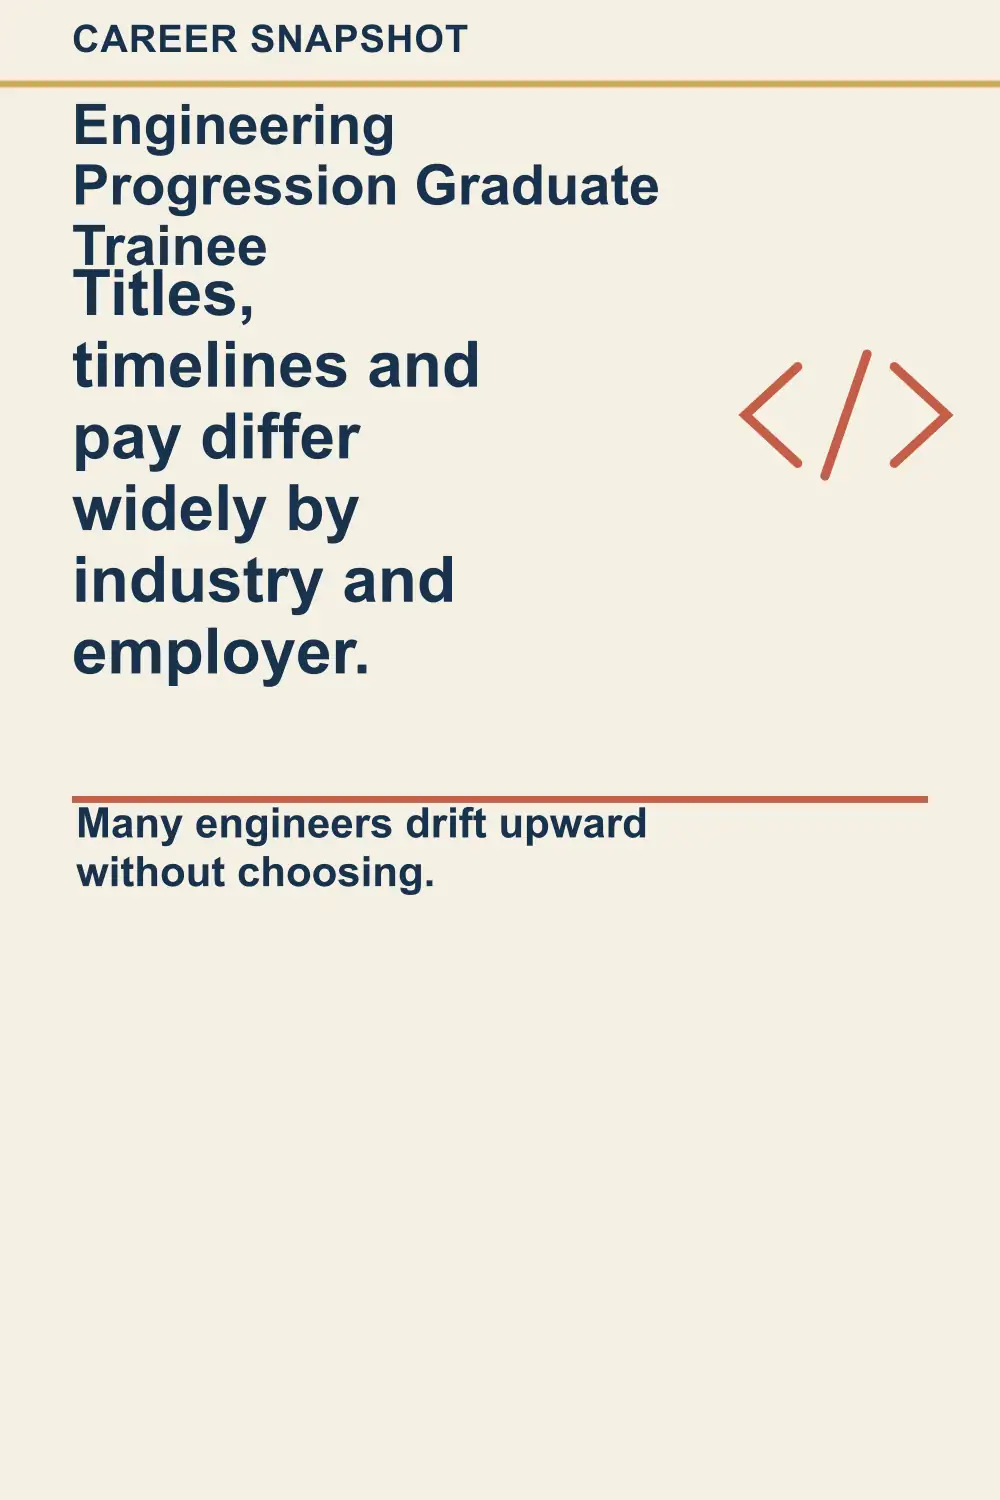 CAREER SNAPSHOT
Engineering
Progression Graduate
Trainee
Titles,
timelines and
pay differ
widely by
industry and
employer.
</>
Many engineers drift upward
without choosing.